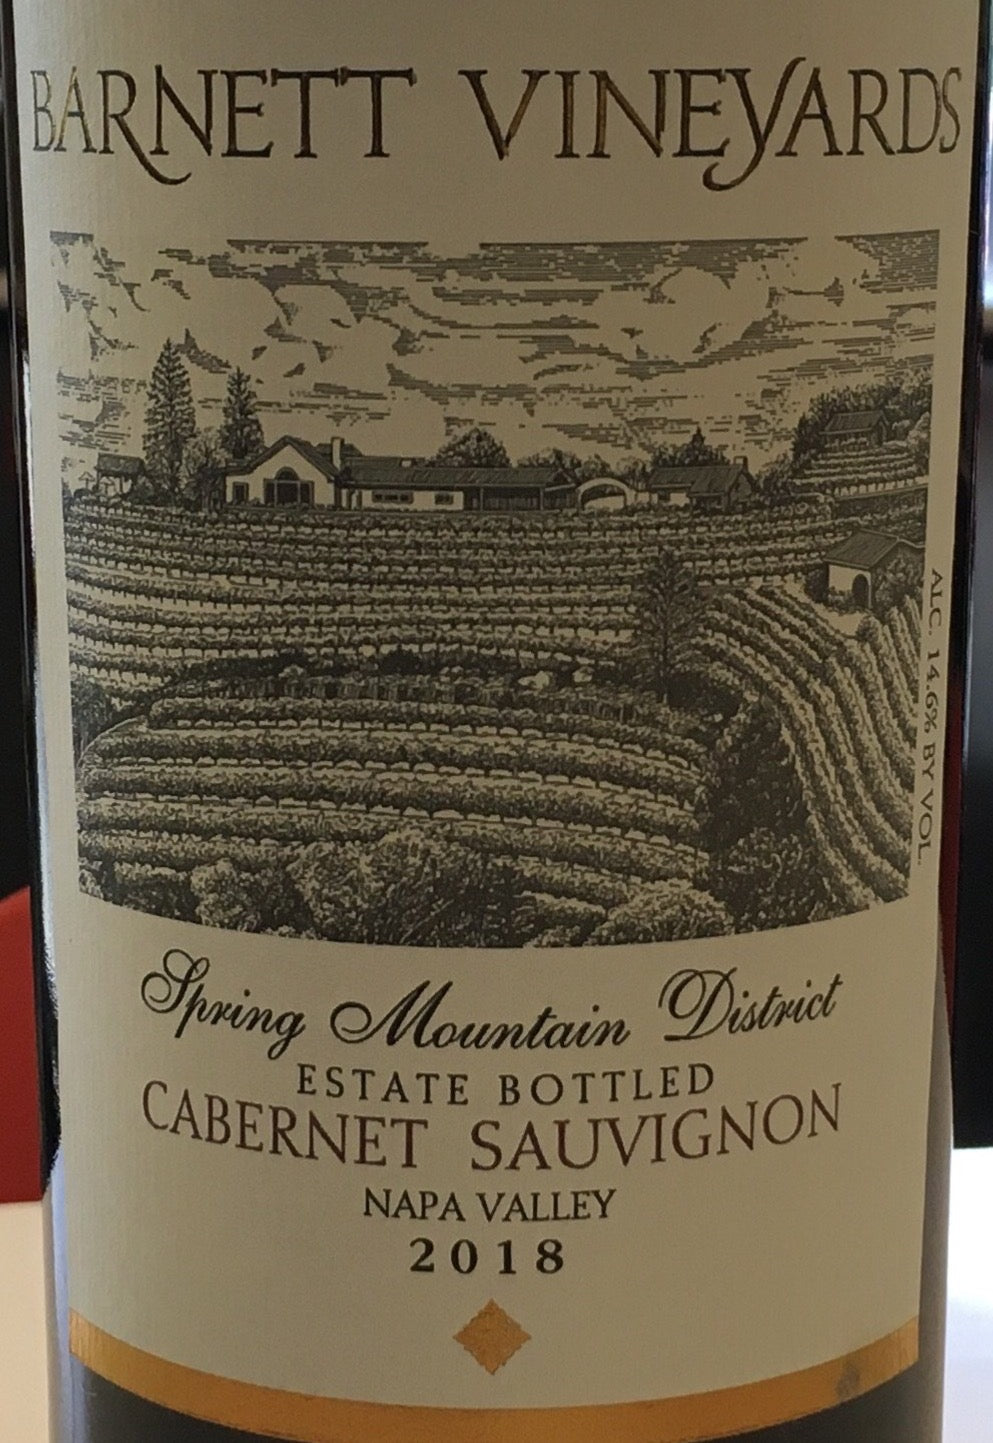 BARNETT VINEYARDS
ALC. 14.6% BY VOL.
Spring Mountain District
ESTATE BOTTLED
CABERNET SAUVIGNON
NAPA VALLEY
2018